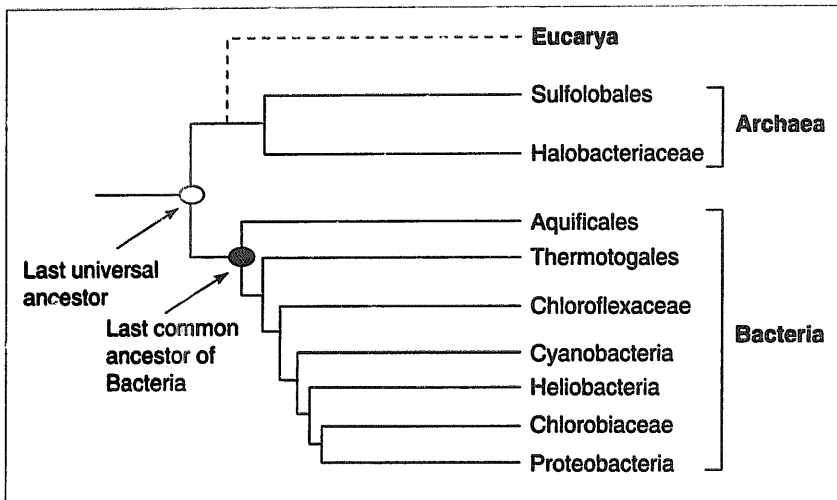 Eucarya
Sulfolobales
Archaea
Halobacteriaceae
Aquificales
Thermotogales
Last universal
ancestor
Chloroflexaceae
Last common
ancestor of
Bacteria
Bacteria
Cyanobacteria
Heliobacteria
Chlorobiaceae
Proteobacteria